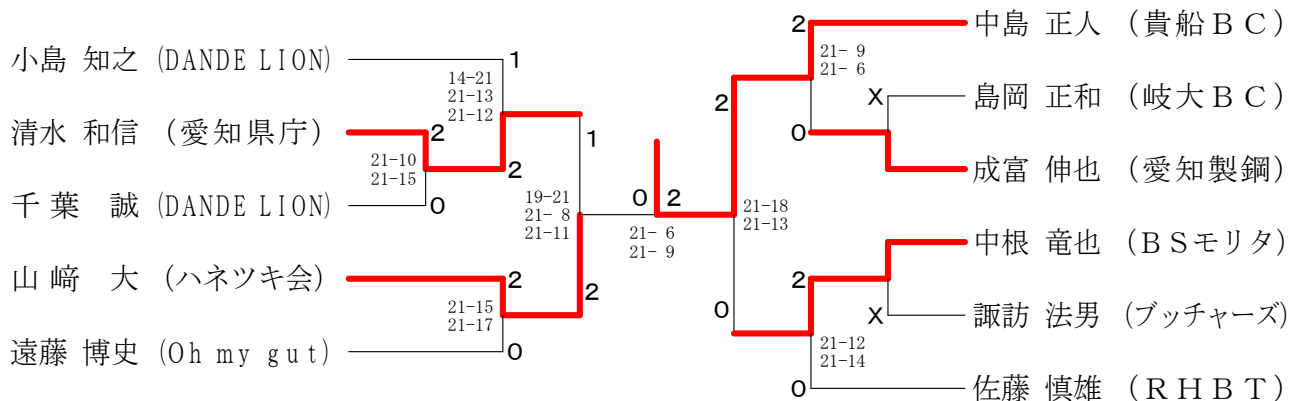 小島 知之 (DANDE LION)
1
14-21
21-13
21-12
清水 和信 (愛知県庁)
2
2
21-10
21-15
千葉 誠 (DANDE LION)
0
1
19-21
21- 8
21-11
山﨑 大 (ハネツキ会)
2
2
21-15
21-17
遠藤 博史 (Oh my gut)
0
0 2
21- 6
21- 9
2 中島 正人 (貴船BC)
21- 9
21- 6
2
X 島岡 正和 (岐大BC)
0
成富 伸也 (愛知製鋼)
21-18
21-13
中根 竜也 (BSモリタ)
2
0
X 諏訪 法男 (ブッチャーズ)
21-12
21-14
0 佐藤 慎雄 (RHBT)